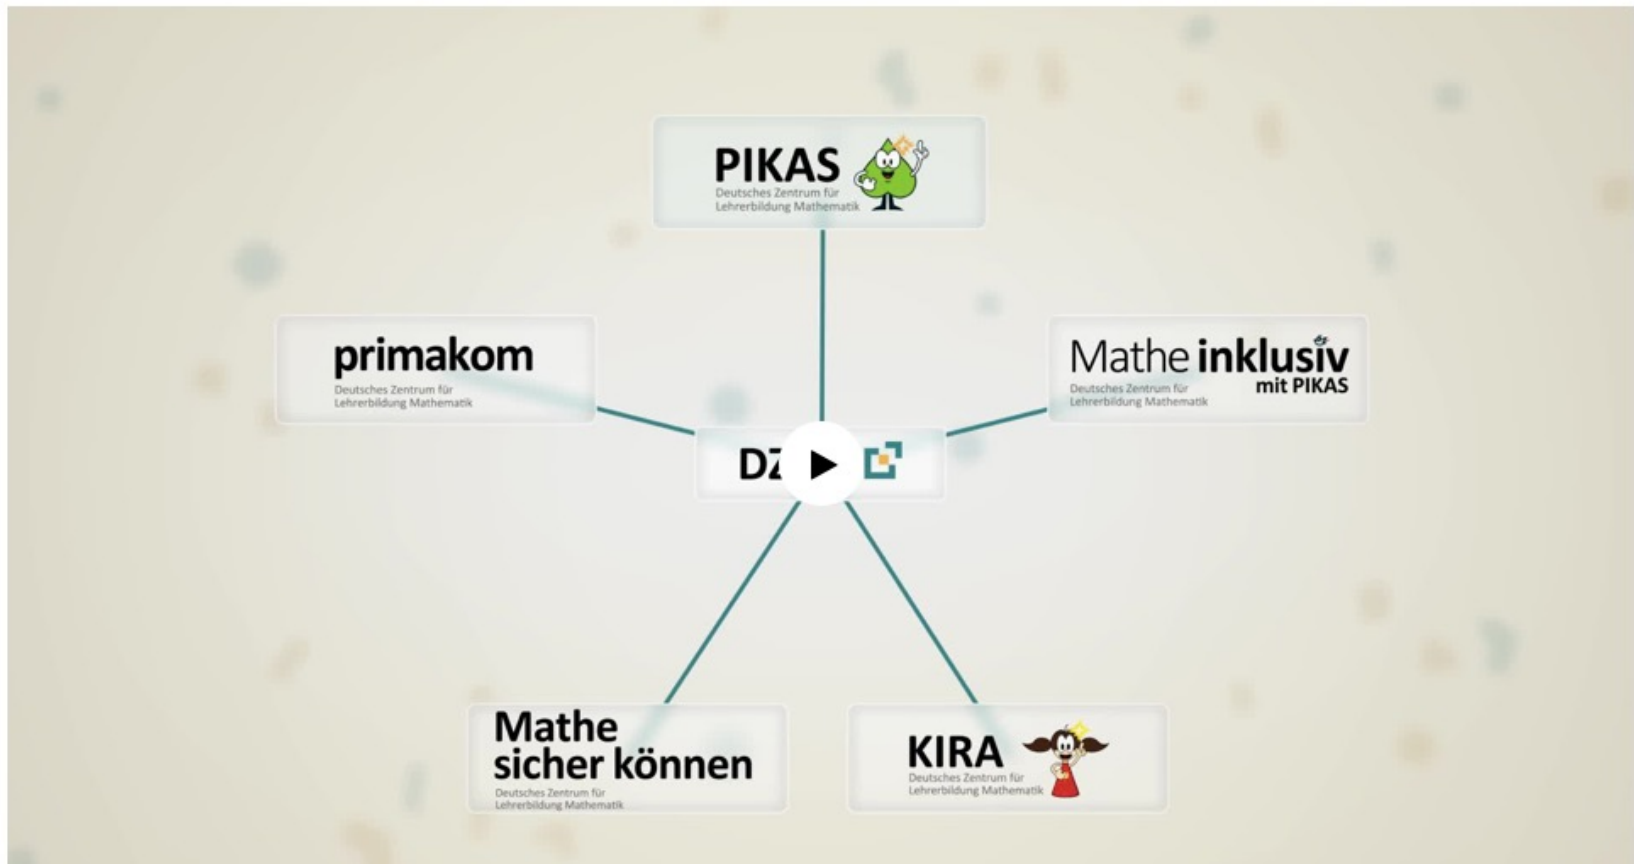 PIKAS
Deutsches Zentrum für
Lehrerbildung Mathematik
primakom
Deutsches Zentrum für
Lehrerbildung Mathematik
Mathe inklusiv
mit PIKAS
Deutsches Zentrum für
Lehrerbildung Mathematik
DZ
Mathe
sicher können
Deutsches Zentrum für
Lehrerbildung Mathematik
KIRA
Deutsches Zentrum für
Lehrerbildung Mathematik